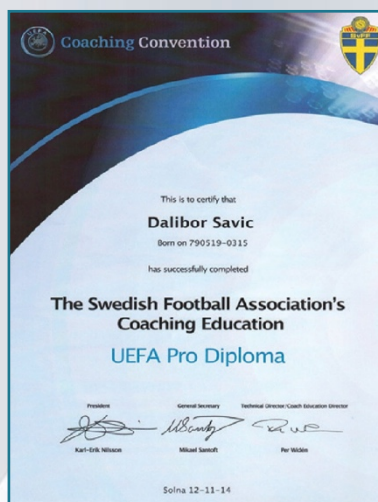 UEFA
Coaching Convention
SvFF
This is to certify that
Dalibor Savic
Born on 790519-0315
has successfully completed
The Swedish Football Association's
Coaching Education
UEFA Pro Diploma
President General Secretary Technical Director/Coach Education Director
Karl-Erik Nilsson Mikael Santoft Per Widén
Solna 12-11-14